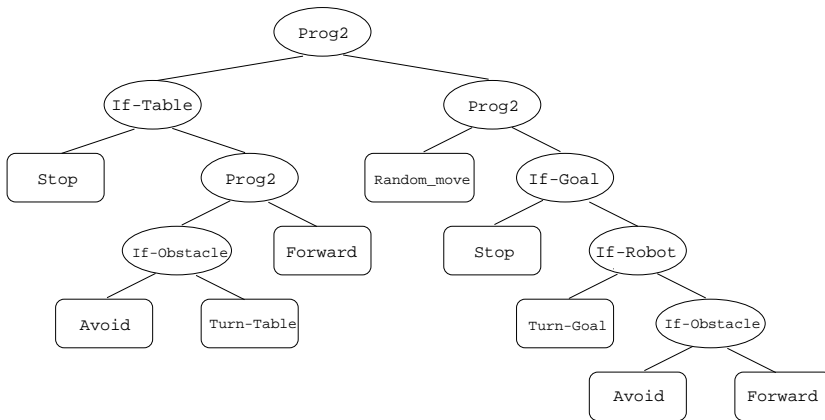 Prog2
If-Table
Prog2
Stop
Prog2
Random_move
If-Goal
If-Obstacle
Forward
Stop
If-Robot
Avoid
Turn-Table
Turn-Goal
If-Obstacle
Avoid
Forward